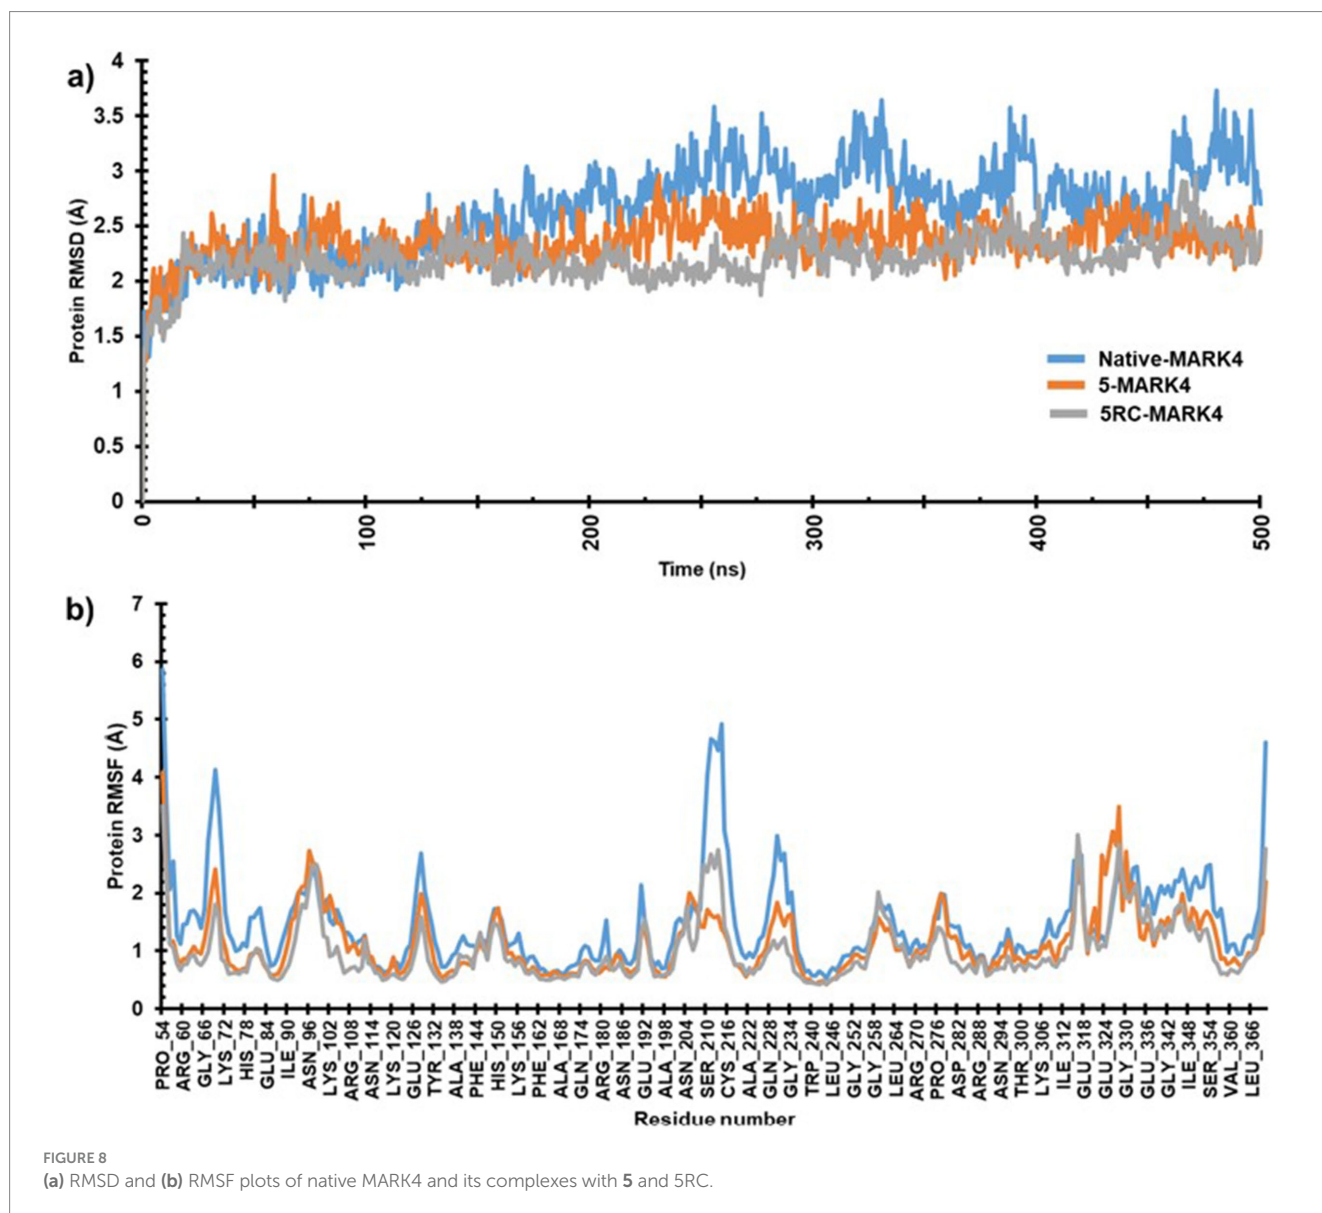 a)
Protein RMSD (Å)
4
3.5
3
2.5
2
1.5
1
0.5
0
Native-MARK4
5-MARK4
5RC-MARK4
0
100
200
300
400
500
Time (ns)
b)
Protein RMSF (Å)
7
6
5
4
3
2
1
0
PRO_54
ARG_60
GLY_66
LYS_72
HIS_78
GLU_84
ILE_90
ASN_96
LYS_102
ARG_108
ASN_114
LYS_120
GLU_126
TYR_132
ALA_138
PHE_144
HIS_150
LYS_156
PHE_162
ALA_168
GLN_174
ARG_180
ASN_186
GLU_192
ALA_198
ASN_204
SER_210
CYS_216
ALA_222
GLN_228
GLY_234
TRP_240
LEU_246
GLY_252
GLY_258
LEU_264
ARG_270
PRO_276
ASP_282
ARG_288
ASN_294
THR_300
LYS_306
ILE_312
GLU_318
GLU_324
GLY_330
GLU_336
GLY_342
ILE_348
SER_354
VAL_360
LEU_366
Residue number
FIGURE 8
(a) RMSD and (b) RMSF plots of native MARK4 and its complexes with 5 and 5RC.